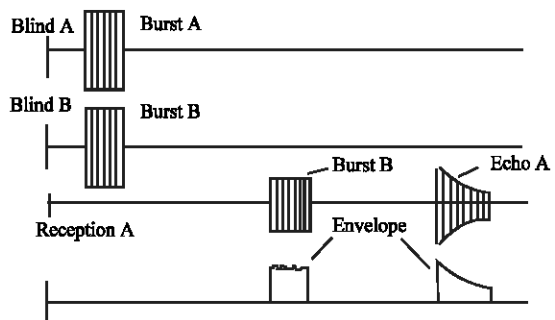 Blind A
Burst A
Blind B
Burst B
Burst B
Echo A
Reception A
Envelope